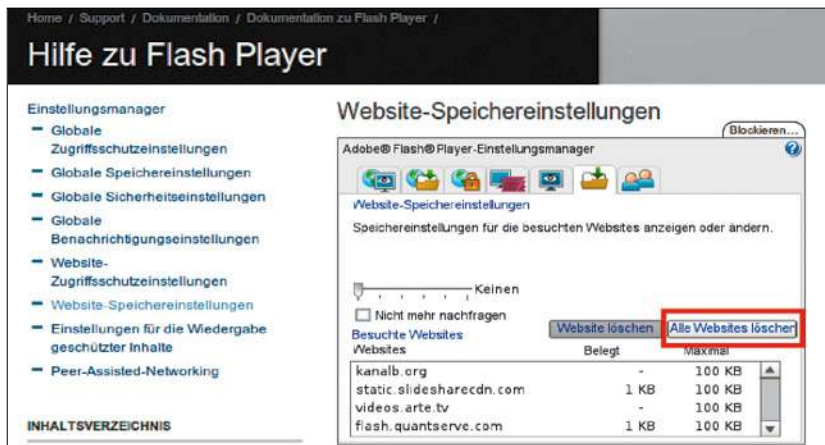 Home / Support / Dokumentation / Dokumentation zu Flash Player /
Hilfe zu Flash Player
Einstellungsmanager
Globale
Zugriffsschutzeinstellungen
Globale Speichereinstellungen
Globale Sicherheitseinstellungen
Globale
Benachrichtigungseinstellungen
Website-
Zugriffsschutzeinstellungen
Website-Speichereinstellungen
Einstellungen für die Wiedergabe
geschützter Inhalte
Peer-Assisted-Networking
INHALTSVERZEICHNIS
Website-Speichereinstellungen
Blockieren...
Adobe® Flash® Player-Einstellungsmanager
Website-Speichereinstellungen
Speichereinstellungen für die besuchten Websites anzeigen oder ändern.
Keinen
Nicht mehr nachfragen
Besuchte Websites
Website löschen Alle Websites löschen
Websites Belegt Maximal
kanalb.org - 100 KB
static.slidesharecdn.com 1 KB 100 KB
videos.arte.tv - 100 KB
flash.quantserve.com 1 KB 100 KB